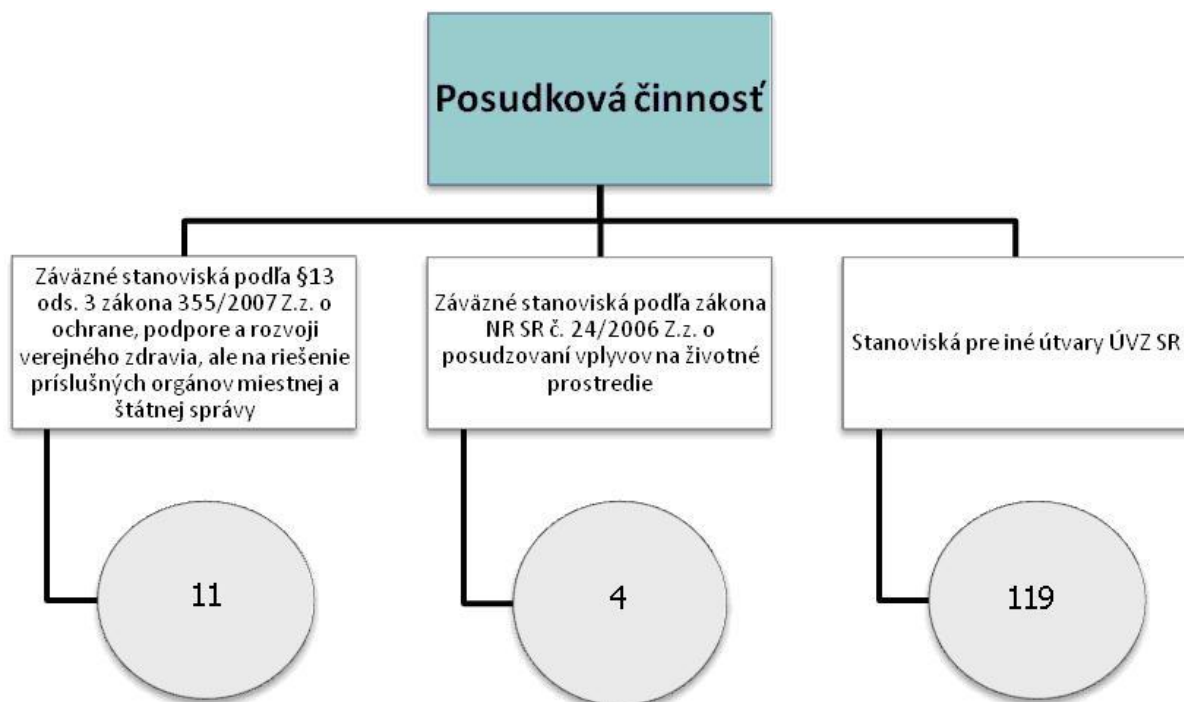 Posudková činnosť
Záväzné stanoviská podľa §13
ods. 3 zákona 355/2007 Z.z. o
ochrane, podpore a rozvoji
verejného zdravia, ale na riešenie
príslušných orgánov miestnej a
štátnej správy
Záväzné stanoviská podľa zákona
NR SR č. 24/2006 Z.z. o
posudzovaní vplyvov na životné
prostredie
Stanoviská pre iné útvary ÚVZ SR
11
4
119